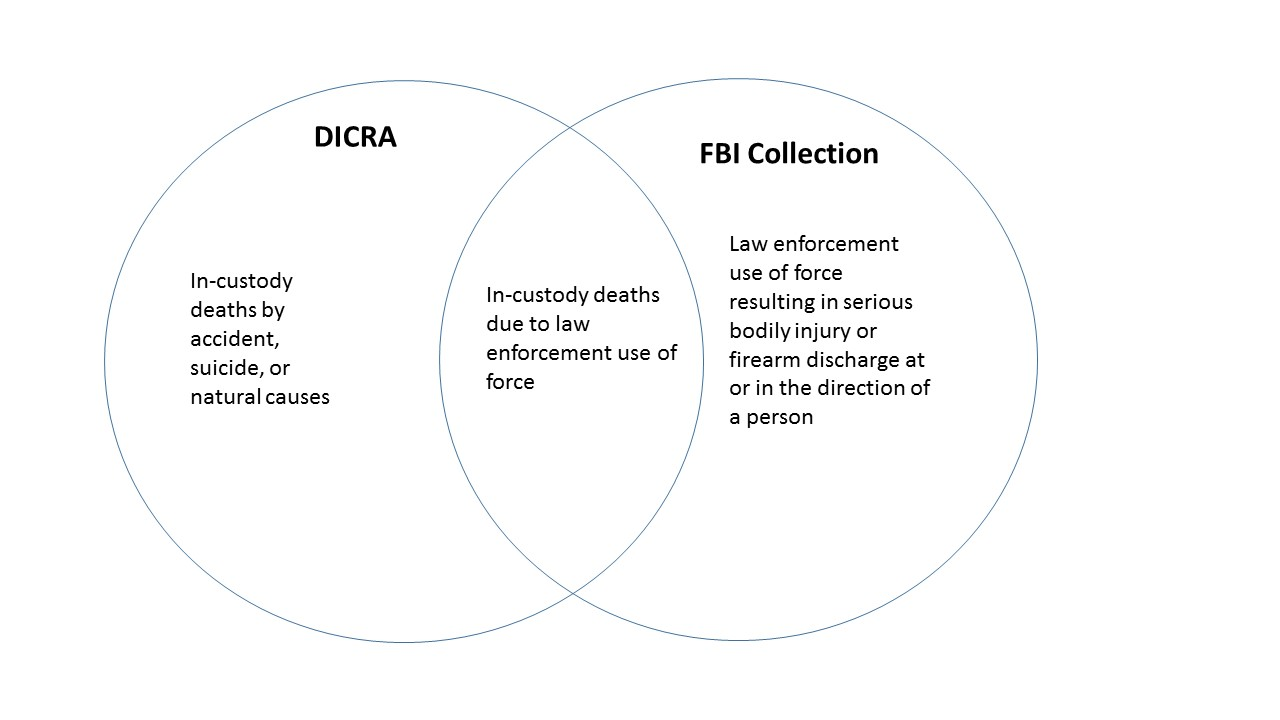 DICRA
FBI Collection
In-custody
deaths by
accident,
suicide, or
natural causes
In-custody deaths
due to law
enforcement use of
force
Law enforcement
use of force
resulting in serious
bodily injury or
firearm discharge at
or in the direction of
a person